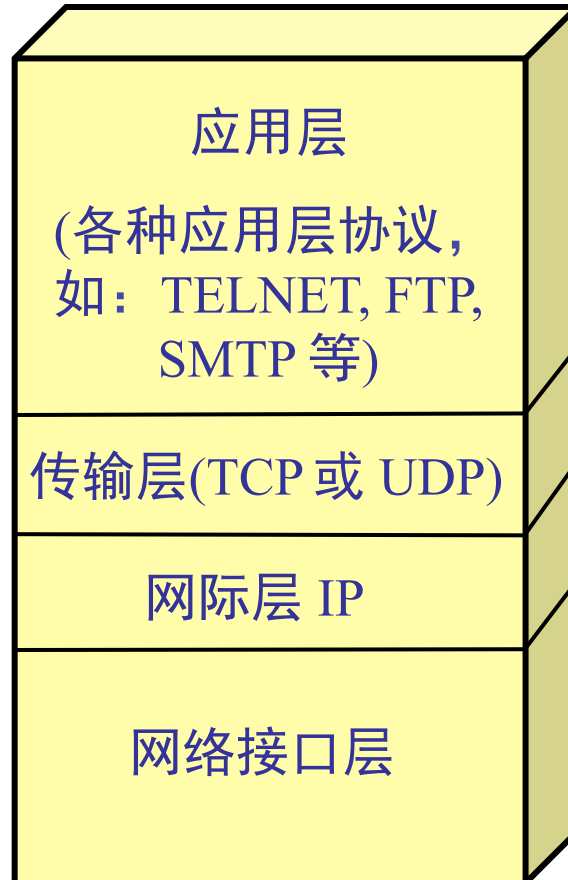 应用层
(各种应用层协议,
如：TELNET, FTP,
SMTP 等)
传输层(TCP 或 UDP)
网际层 IP
网络接口层